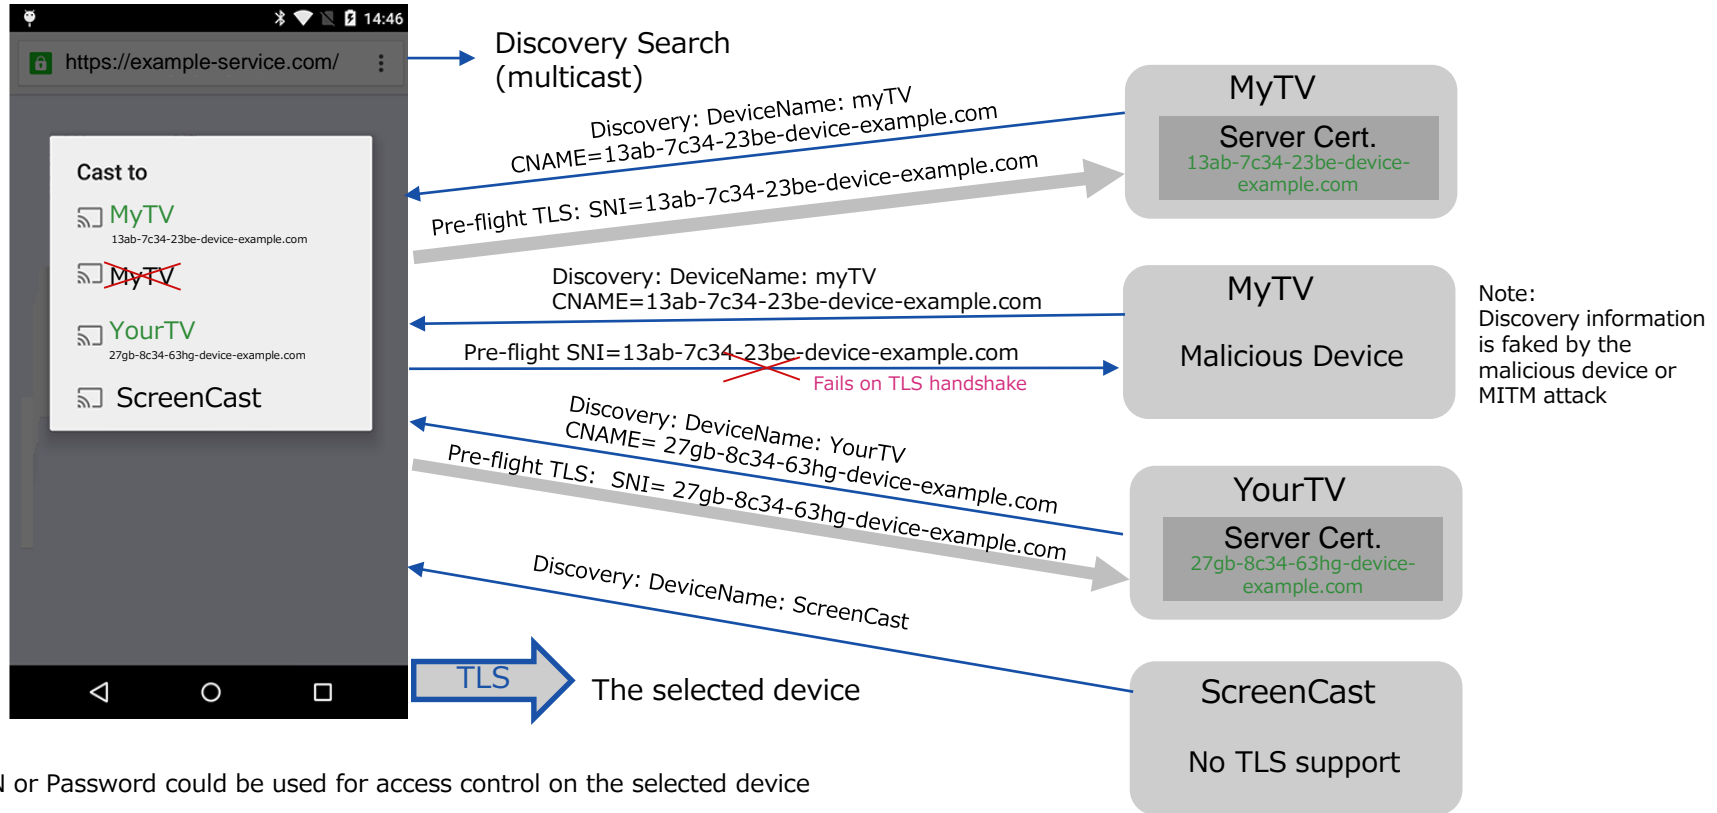 14:46
https://example-service.com/
Cast to
MyTV
13ab-7c34-23be-device-example.com
MyTV
YourTV
27gb-8c34-63hg-device-example.com
ScreenCast
Discovery Search
(multicast)
Discovery: DeviceName: myTV
CNAME=13ab-7c34-23be-device-example.com
Pre-flight TLS: SNI=13ab-7c34-23be-device-example.com
MyTV
Server Cert.
13ab-7c34-23be-device-
example.com
Discovery: DeviceName: myTV
CNAME=13ab-7c34-23be-device-example.com
Pre-flight SNI=13ab-7c34-23be-device-example.com
Fails on TLS handshake
MyTV
Malicious Device
Note:
Discovery information
is faked by the
malicious device or
MITM attack
Discovery: DeviceName: YourTV
CNAME= 27gb-8c34-63hg-device-example.com
Pre-flight TLS: SNI= 27gb-8c34-63hg-device-example.com
YourTV
Server Cert.
27gb-8c34-63hg-device-
example.com
Discovery: DeviceName: ScreenCast
TLS
The selected device
ScreenCast
No TLS support
N or Password could be used for access control on the selected device